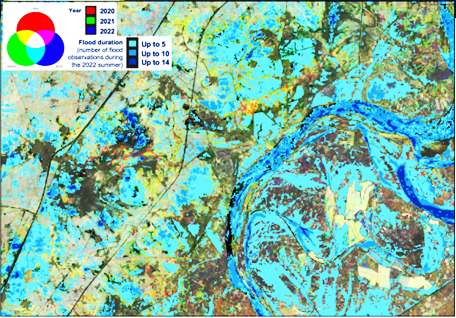 Year
2020
2021
2022
Flood duration
(number of flood
observations during
the 2022 summer)
Up to 5
Up to 10
Up to 14